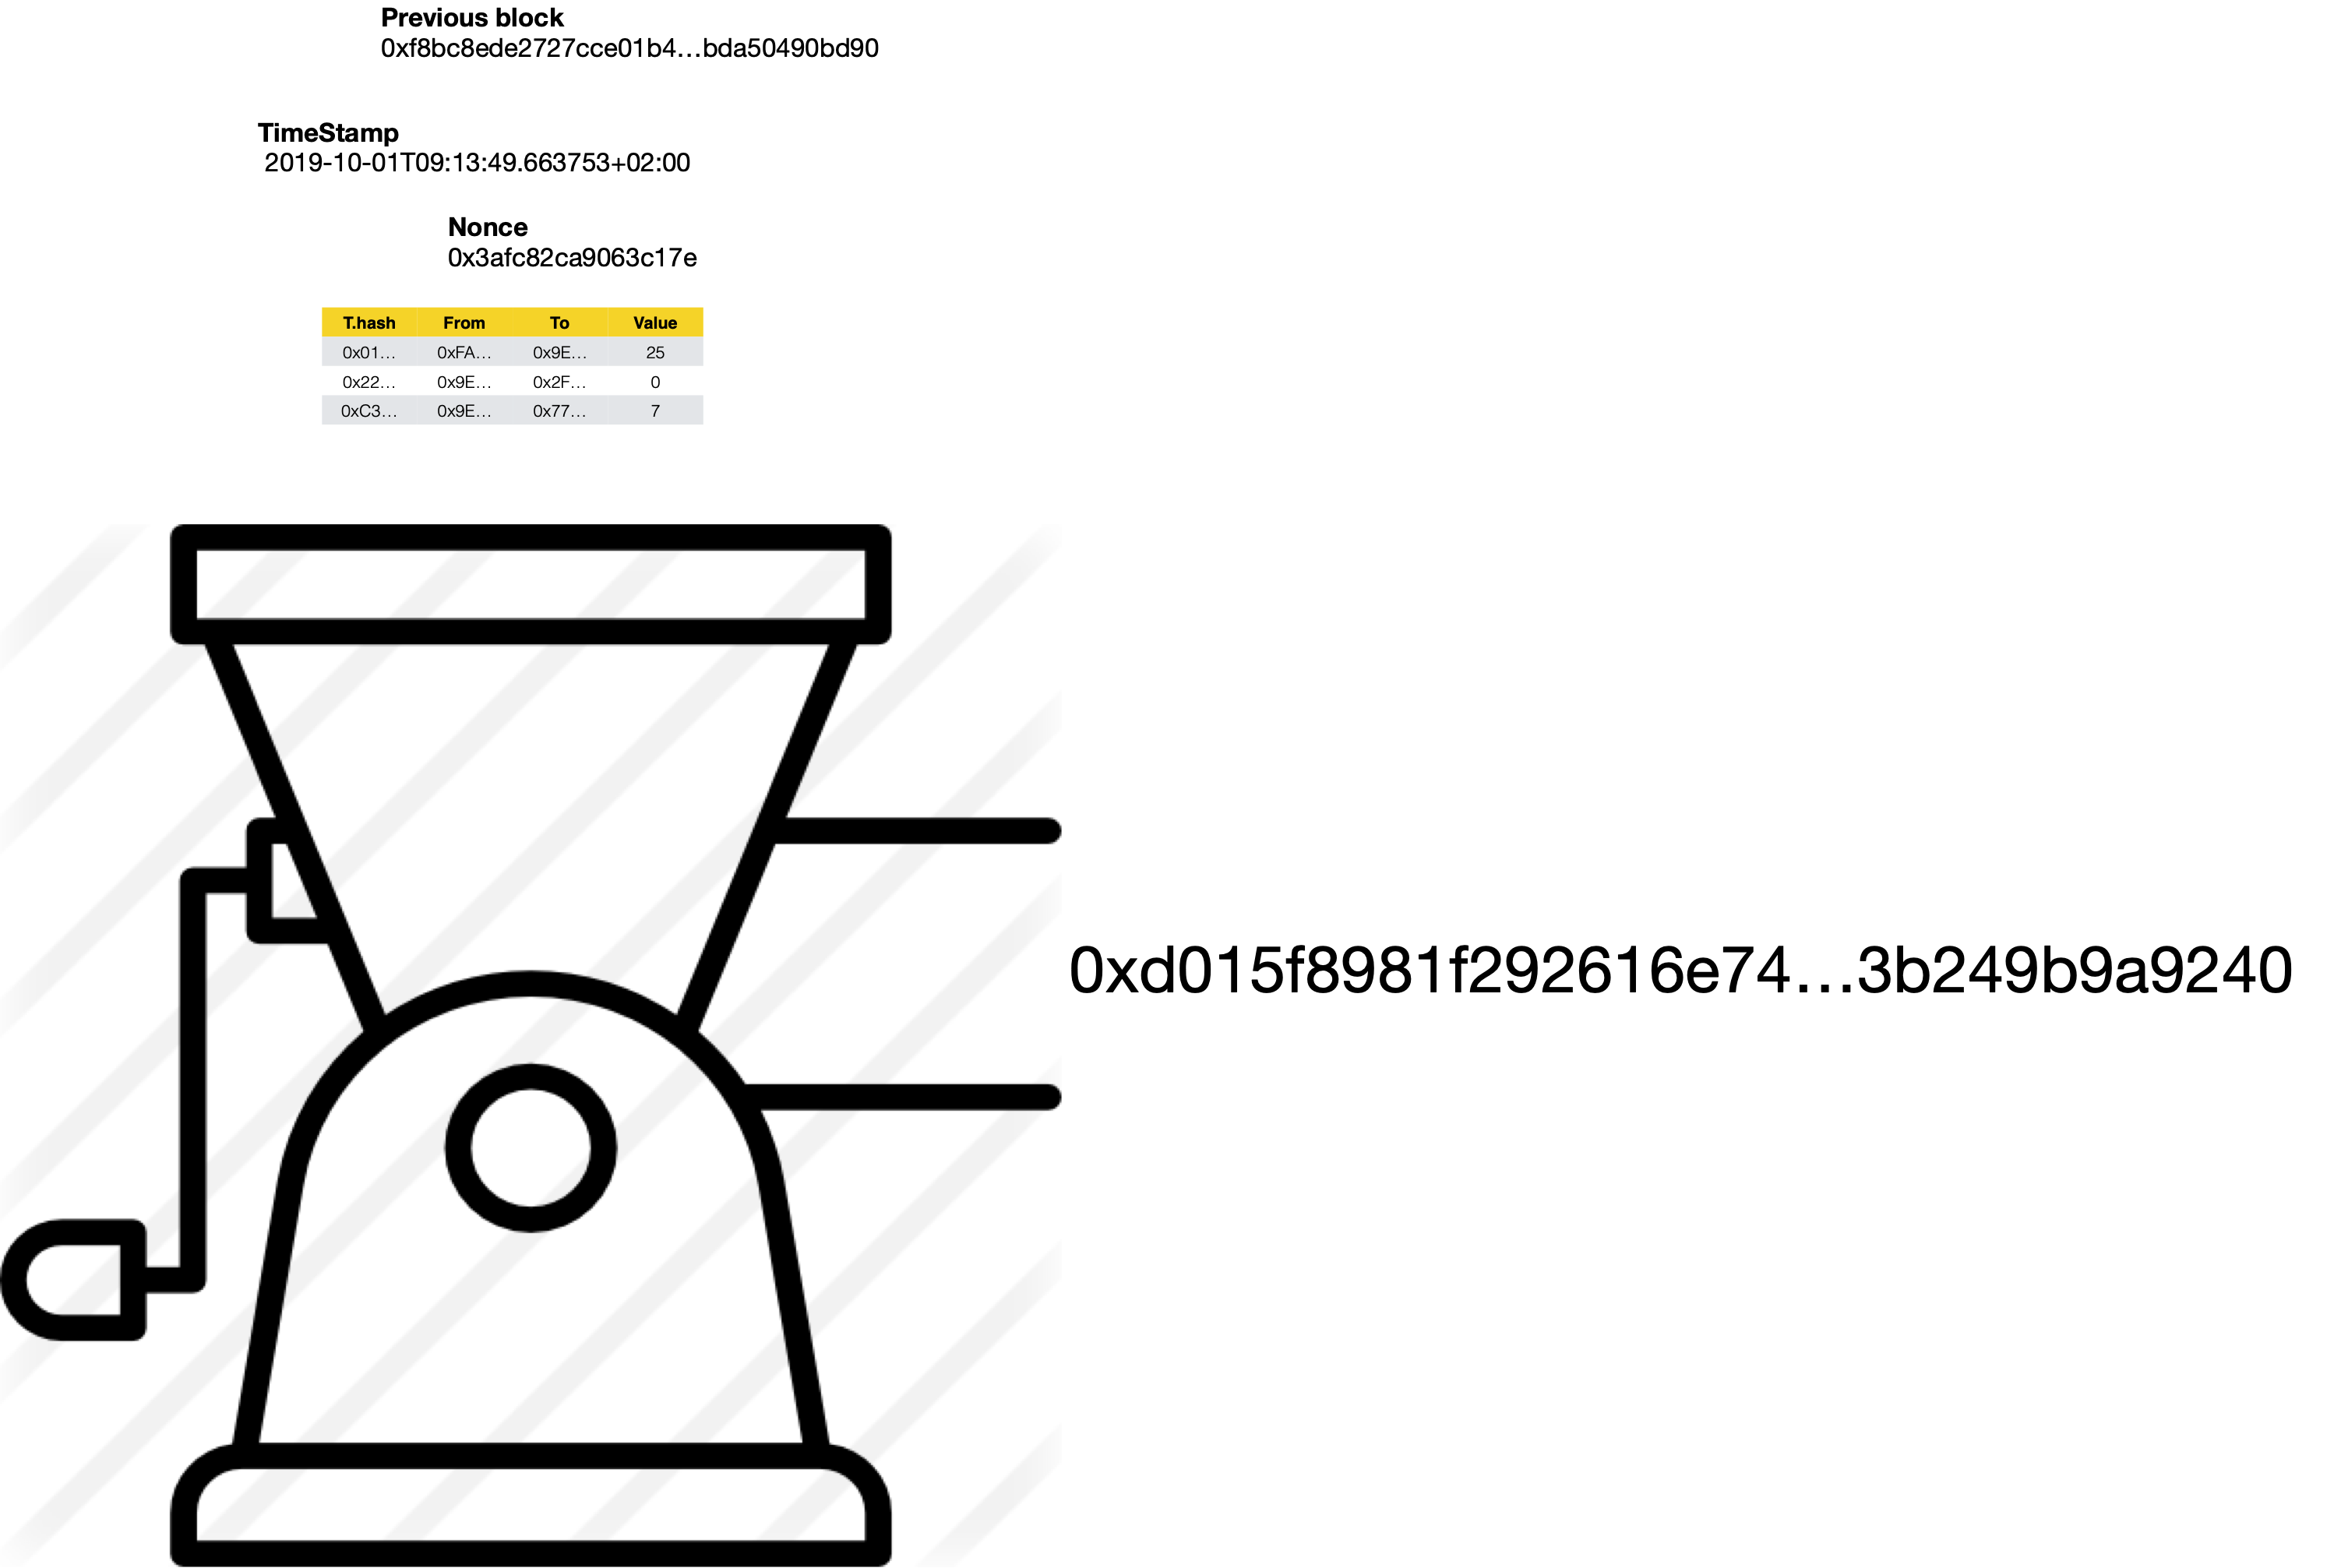 Previous block
0xf8bc8ede2727cce01b4…bda50490bd90
TimeStamp
2019-10-01T09:13:49.663753+02:00
Nonce
0x3afc82ca9063c17e
T.hash From To Value
0x01… 0xFA… 0x9E… 25
0x22… 0x9E… 0x2F… 0
0xC3… 0x9E… 0x77… 7
0xd015f8981f292616e74…3b249b9a9240